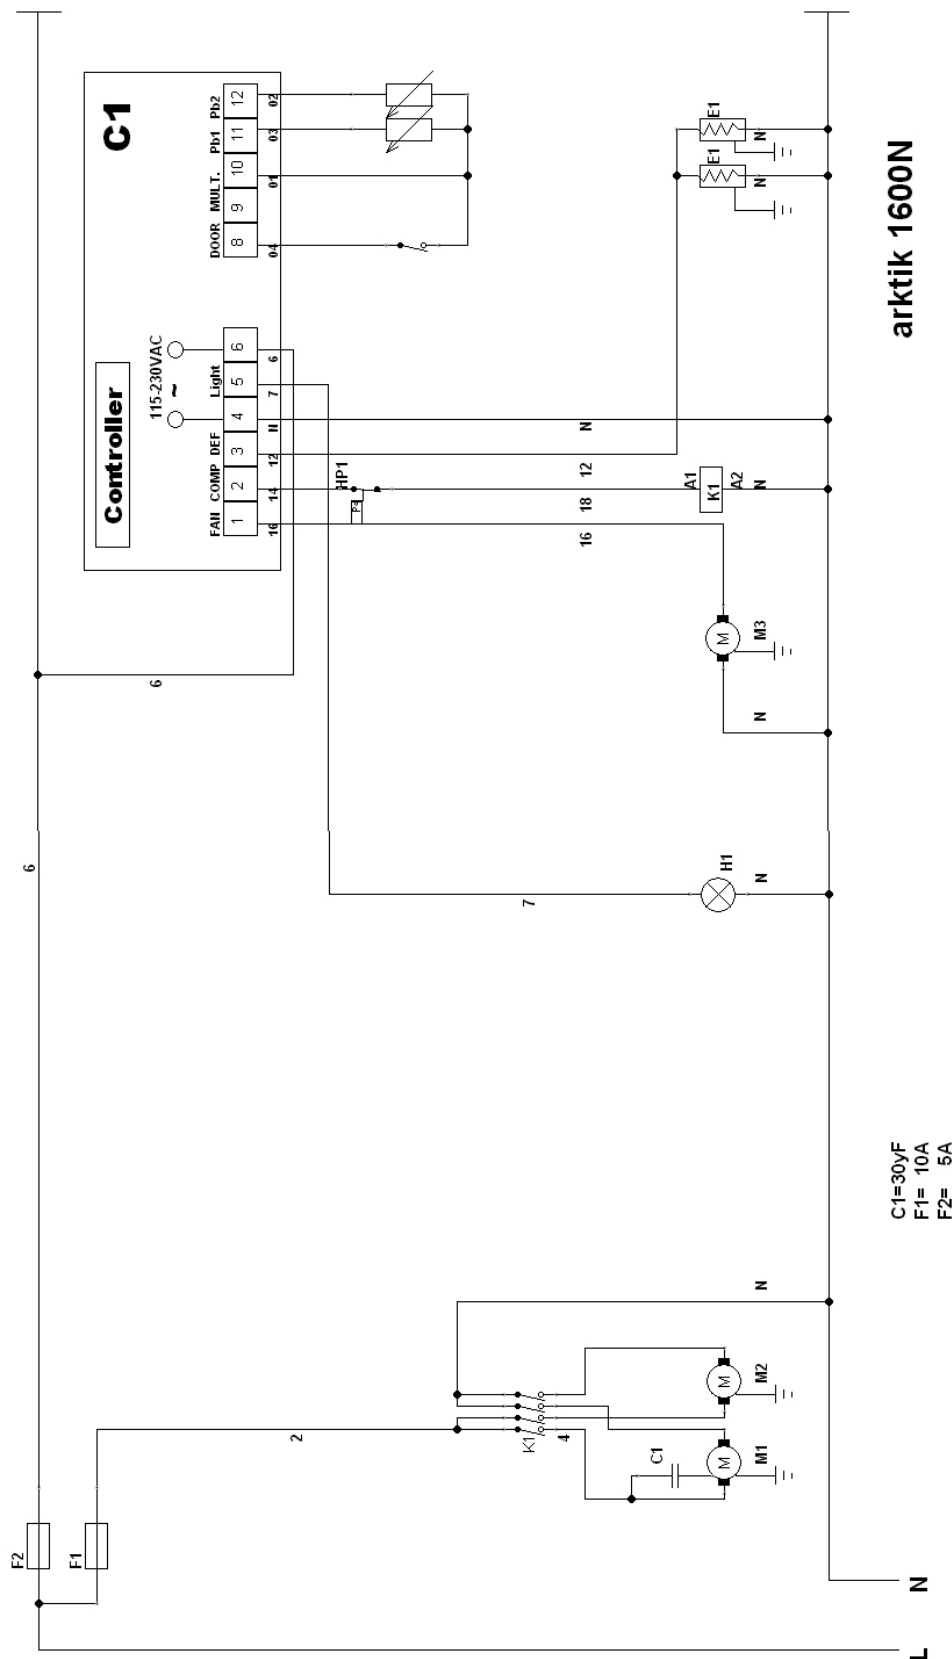 L
F2
F1
2
6
6
Controller
C1
115-230VAC
~
FAN COMP DEF Light DOOR MULT. Pb1 Pb2
1 2 3 4 5 6 8 9 10 11 12
16 14 12 N 7 6 04 01 03 02
HP1
K1
4
C1
M
M1
M
M2
N
7
H1
N
16
18
12
N
M
M3
N
A1
K1
A2
N
E1
N
E1
N
N
C1=30yF
F1= 10A
F2= 5A
arktik 1600N